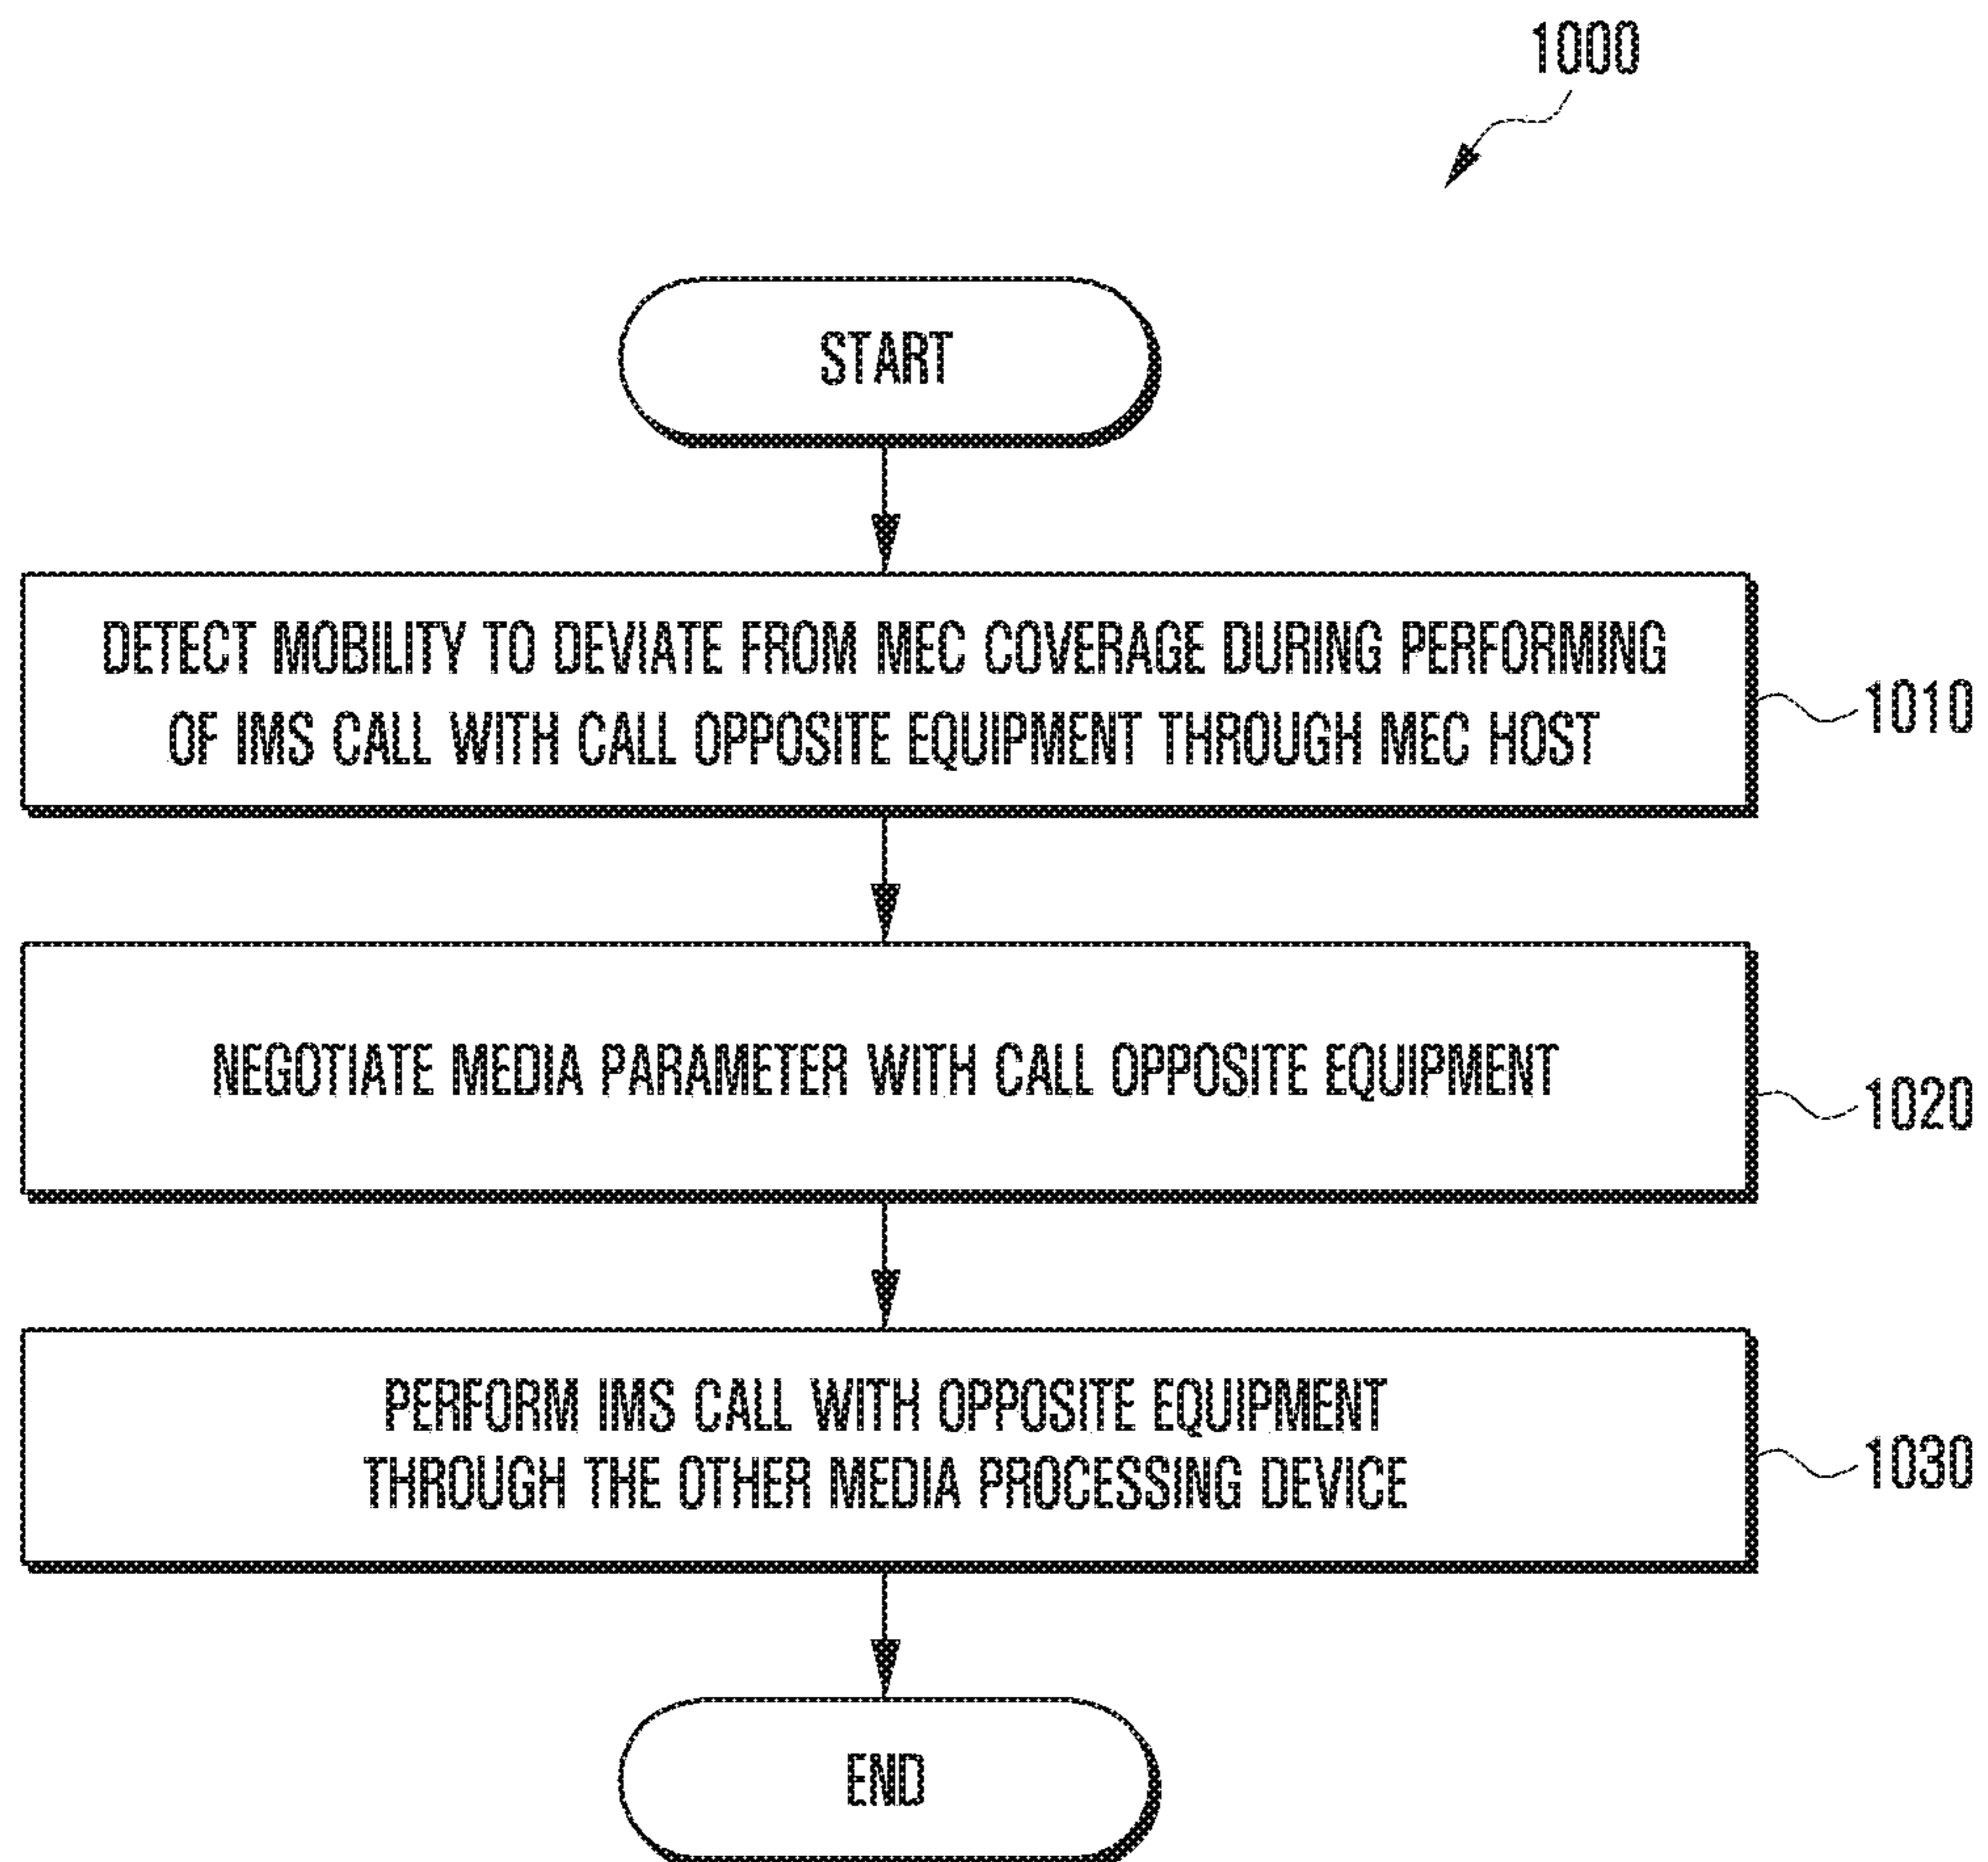 1000
START
DETECT MOBILITY TO DEVIATE FROM MEC COVERAGE DURING PERFORMING
OF IMS CALL WITH CALL OPPOSITE EQUIPMENT THROUGH MEC HOST
1010
NEGOTIATE MEDIA PARAMETER WITH CALL OPPOSITE EQUIPMENT
1020
PERFORM IMS CALL WITH OPPOSITE EQUIPMENT
THROUGH THE OTHER MEDIA PROCESSING DEVICE
1030
END